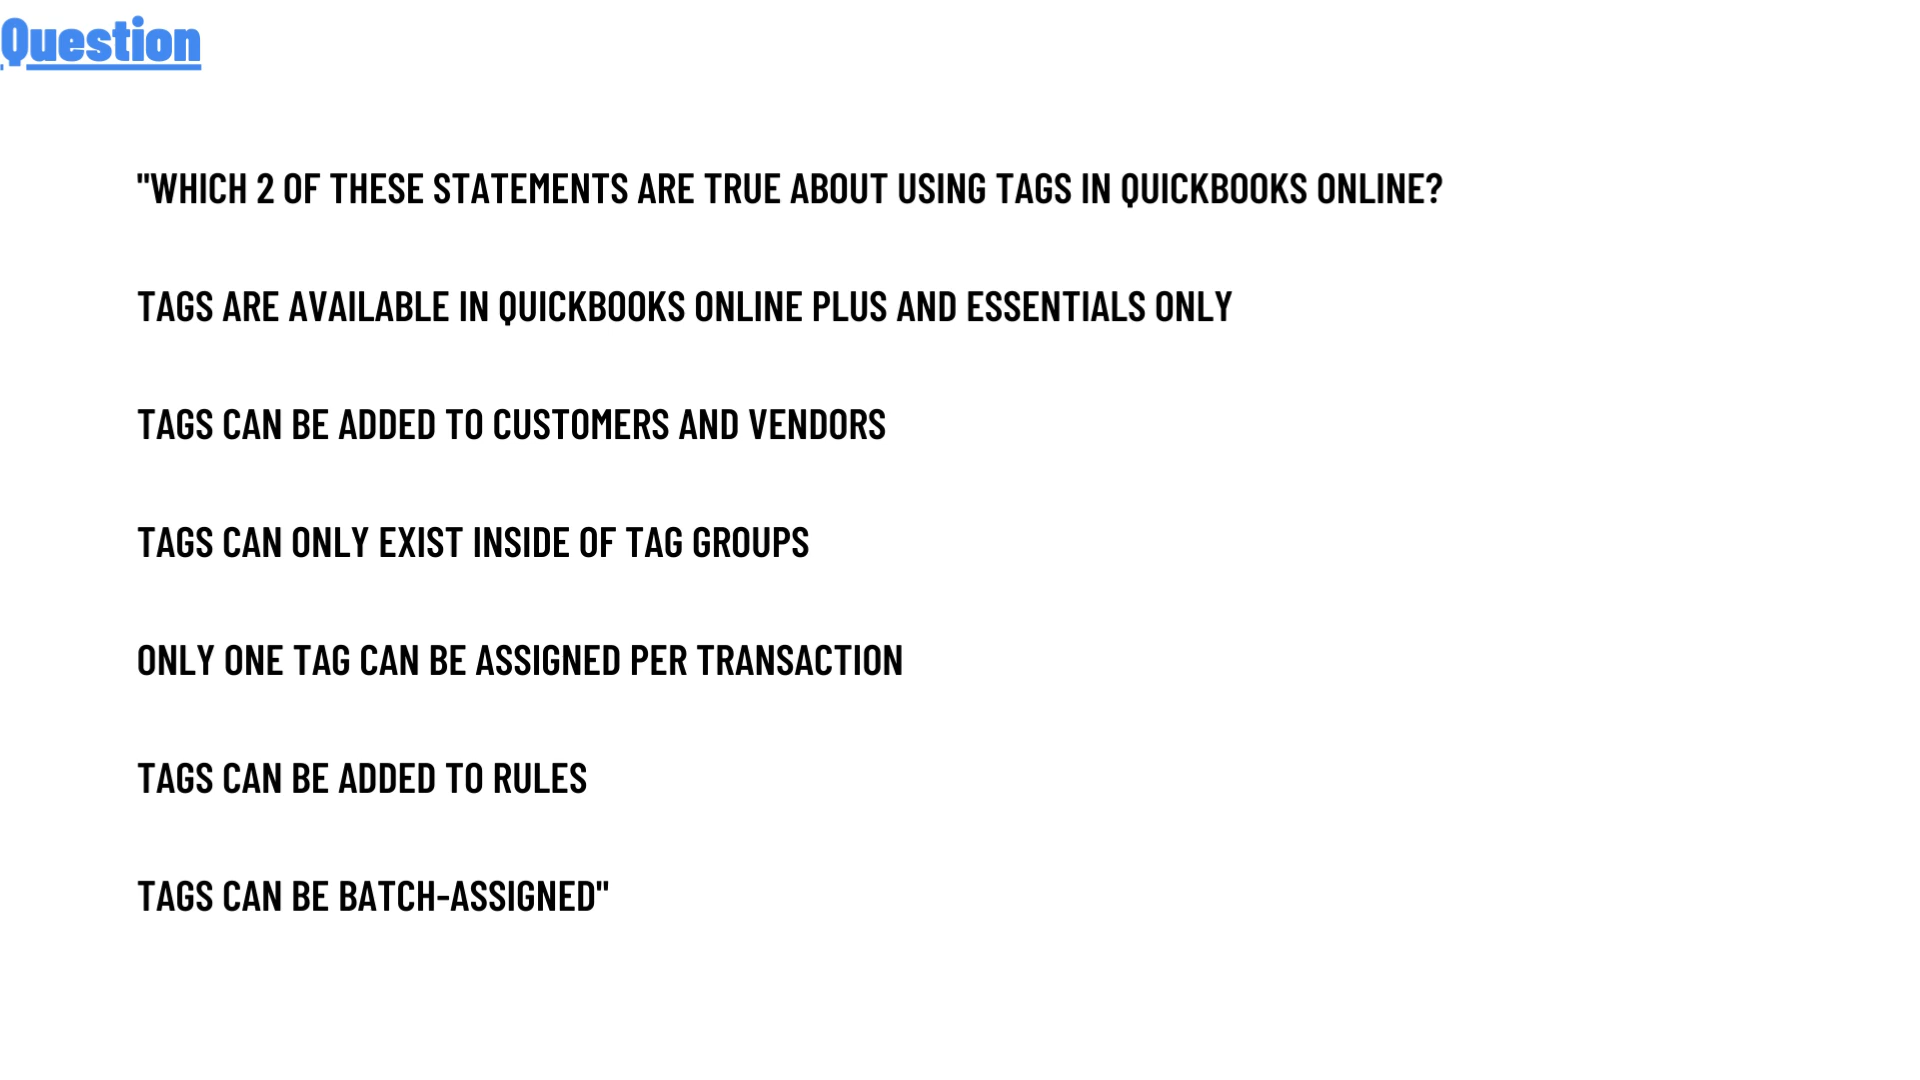 Question
"WHICH 2 OF THESE STATEMENTS ARE TRUE ABOUT USING TAGS IN QUICKBOOKS ONLINE?
TAGS ARE AVAILABLE IN QUICKBOOKS ONLINE PLUS AND ESSENTIALS ONLY
TAGS CAN BE ADDED TO CUSTOMERS AND VENDORS
TAGS CAN ONLY EXIST INSIDE OF TAG GROUPS
ONLY ONE TAG CAN BE ASSIGNED PER TRANSACTION
TAGS CAN BE ADDED TO RULES
TAGS CAN BE BATCH-ASSIGNED"